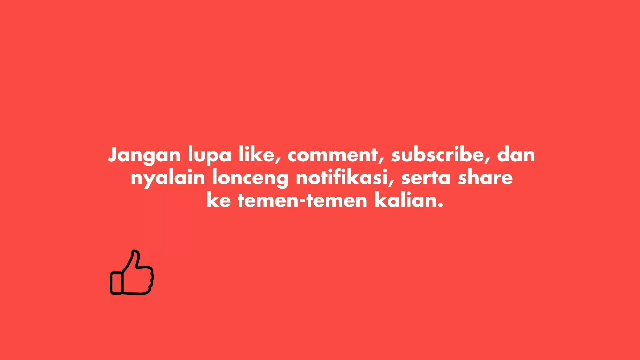 Jangan lupa like, comment, subscribe, dan
nyalain lonceng notifikasi, serta share
ke temen-temen kalian.